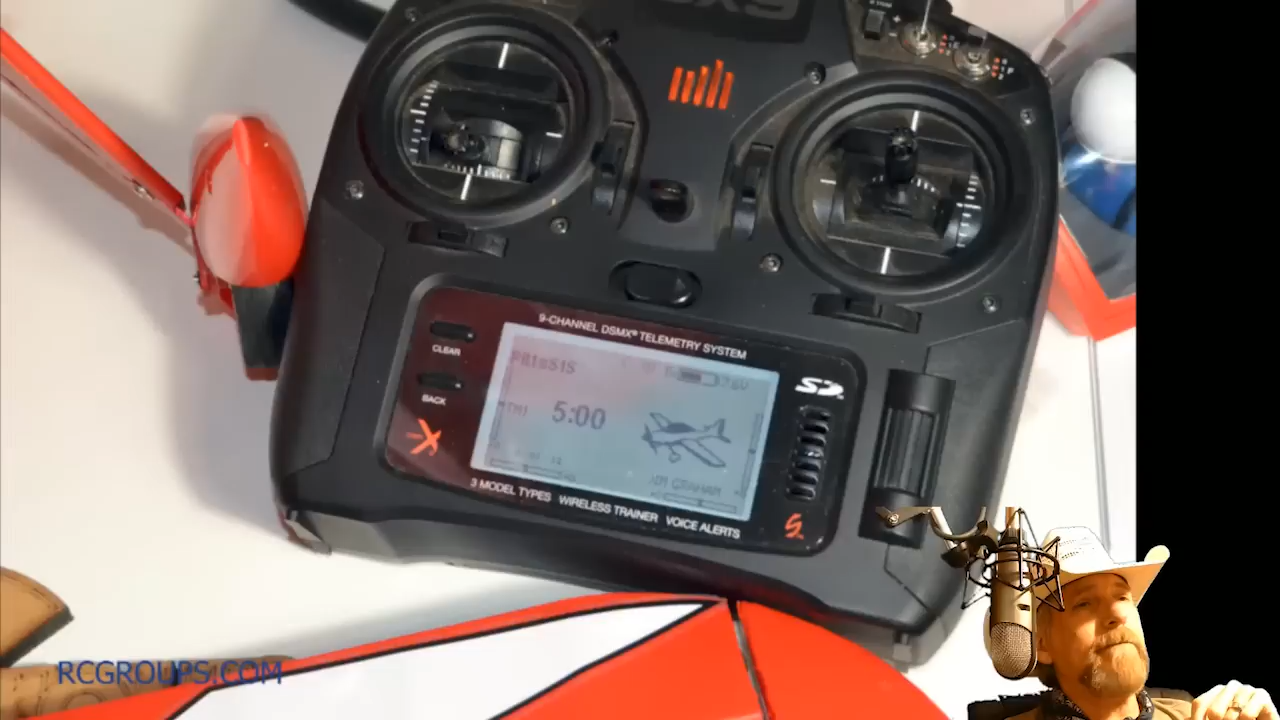 9-CHANNEL DSMX® TELEMETRY SYSTEM
CLEAR
BACK
5:00
3 MODEL TYPES WIRELESS TRAINER VOICE ALERTS
RCGROUPS.COM